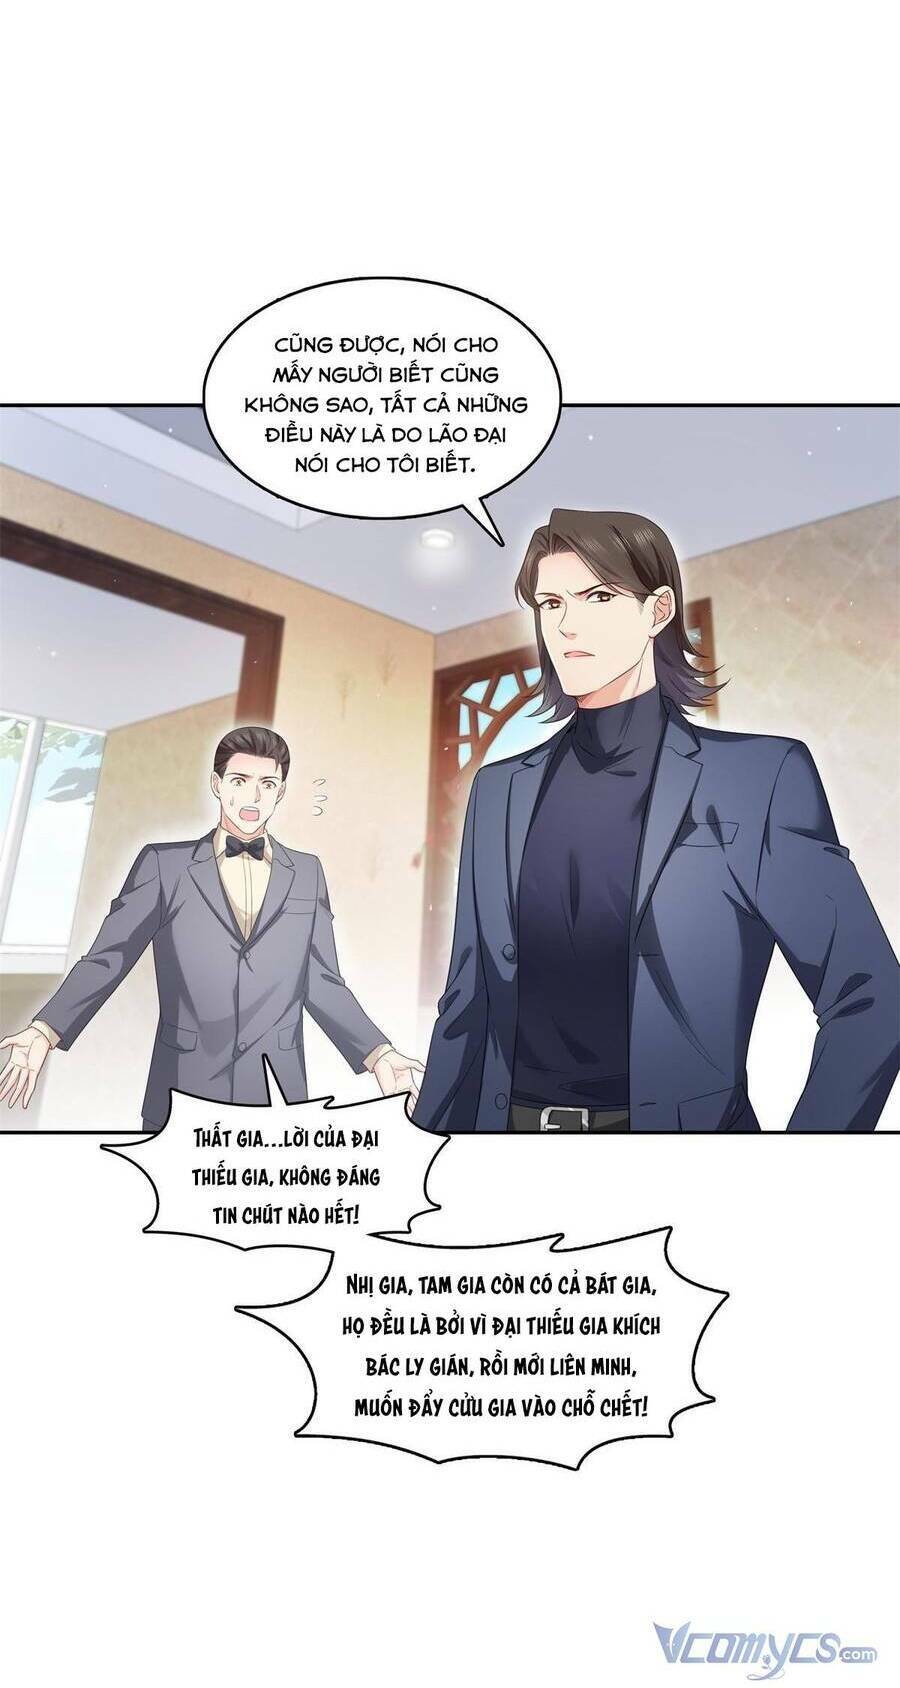 CŨNG ĐƯỢC, NÓI CHO
MẤY NGƯỜI BIẾT CŨNG
KHÔNG SAO, TẤT CẢ NHỮNG
ĐIỀU NÀY LÀ DO LÃO ĐẠI
NÓI CHO TÔI BIẾT.
THẤT GIA...LỜI CỦA ĐẠI
THIẾU GIA, KHÔNG ĐÁNG
TIN CHÚT NÀO HẾT!
NHỊ GIA, TAM GIA CÒN CÓ CẢ BÁT GIA,
HỌ ĐỀU LÀ BỞI VÌ ĐẠI THIẾU GIA KHÍCH
BÁC LY GIÁN, RỒI MỚI LIÊN MINH,
MUỐN ĐẨY CỬU GIA VÀO CHỖ CHẾT!
VCOMYCS.com